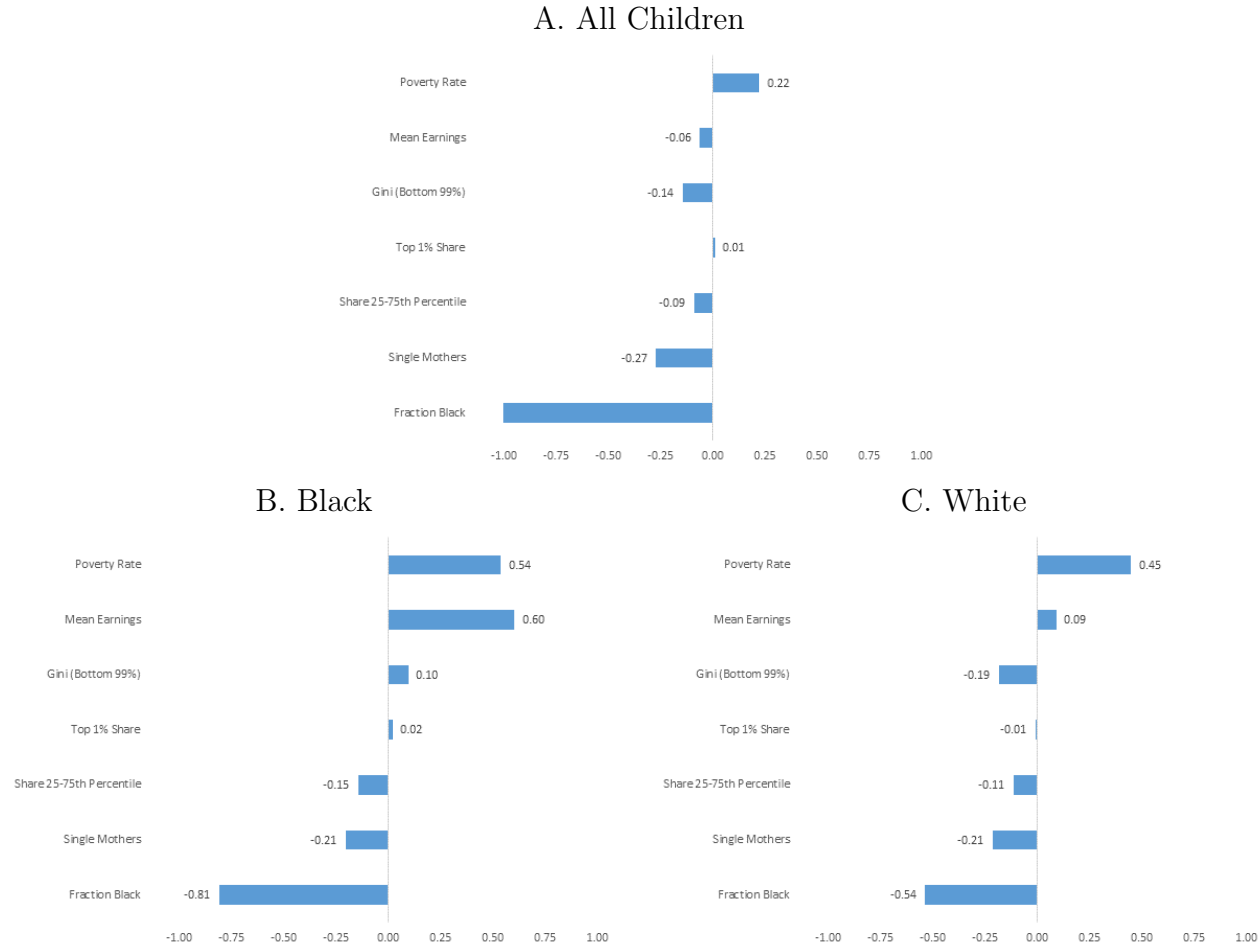 A. All Children
Poverty Rate 0.22
Mean Earnings -0.06
Gini (Bottom 99%) -0.14
Top 1% Share 0.01
Share 25-75th Percentile -0.09
Single Mothers -0.27
Fraction Black
-1.00 -0.75 -0.50 -0.25 0.00 0.25 0.50 0.75 1.00
B. Black
Poverty Rate 0.54
Mean Earnings 0.60
Gini (Bottom 99%) 0.10
Top 1% Share 0.02
Share 25-75th Percentile -0.15
Single Mothers -0.21
Fraction Black -0.81
-1.00 -0.75 -0.50 -0.25 0.00 0.25 0.50 0.75 1.00
C. White
Poverty Rate 0.45
Mean Earnings 0.09
Gini (Bottom 99%) -0.19
Top 1% Share -0.01
Share 25-75th Percentile -0.11
Single Mothers -0.21
Fraction Black -0.54
-1.00 -0.75 -0.50 -0.25 0.00 0.25 0.50 0.75 1.00